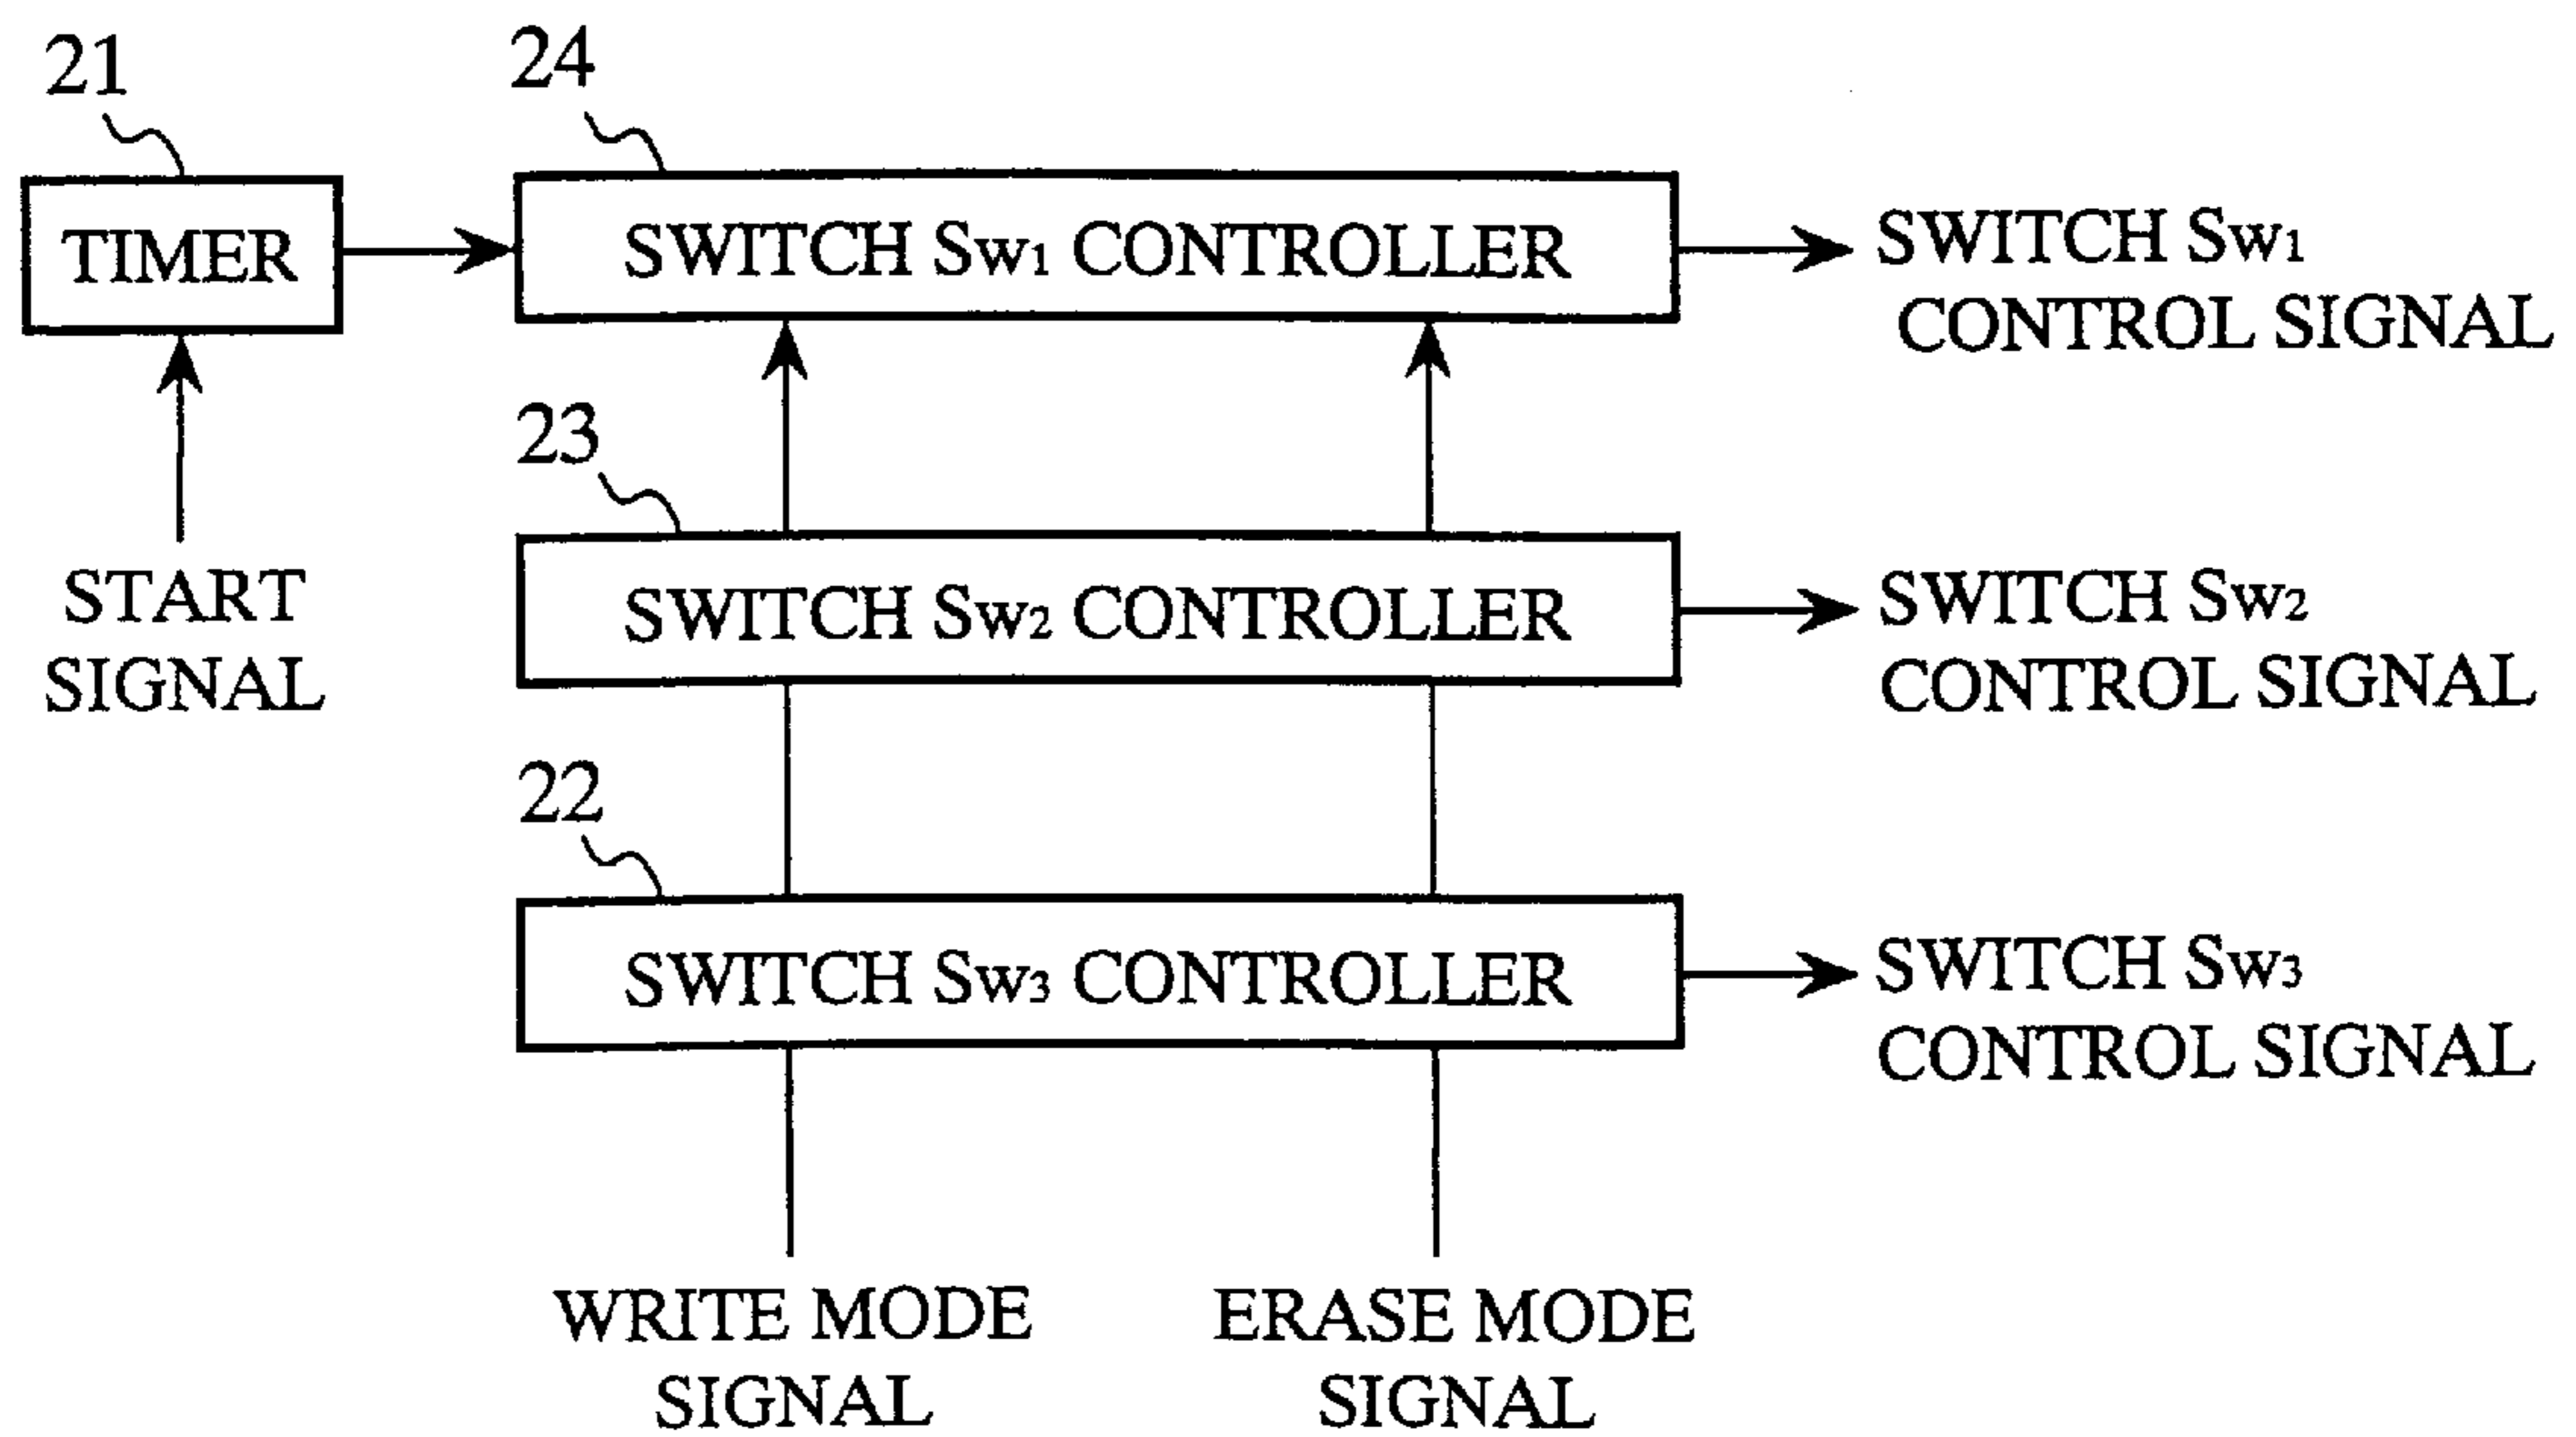 21
24
TIMER
SWITCH Sw1 CONTROLLER
SWITCH Sw1
CONTROL SIGNAL
START
SIGNAL
23
SWITCH Sw2 CONTROLLER
SWITCH Sw2
CONTROL SIGNAL
22
SWITCH Sw3 CONTROLLER
SWITCH Sw3
CONTROL SIGNAL
WRITE MODE
SIGNAL
ERASE MODE
SIGNAL